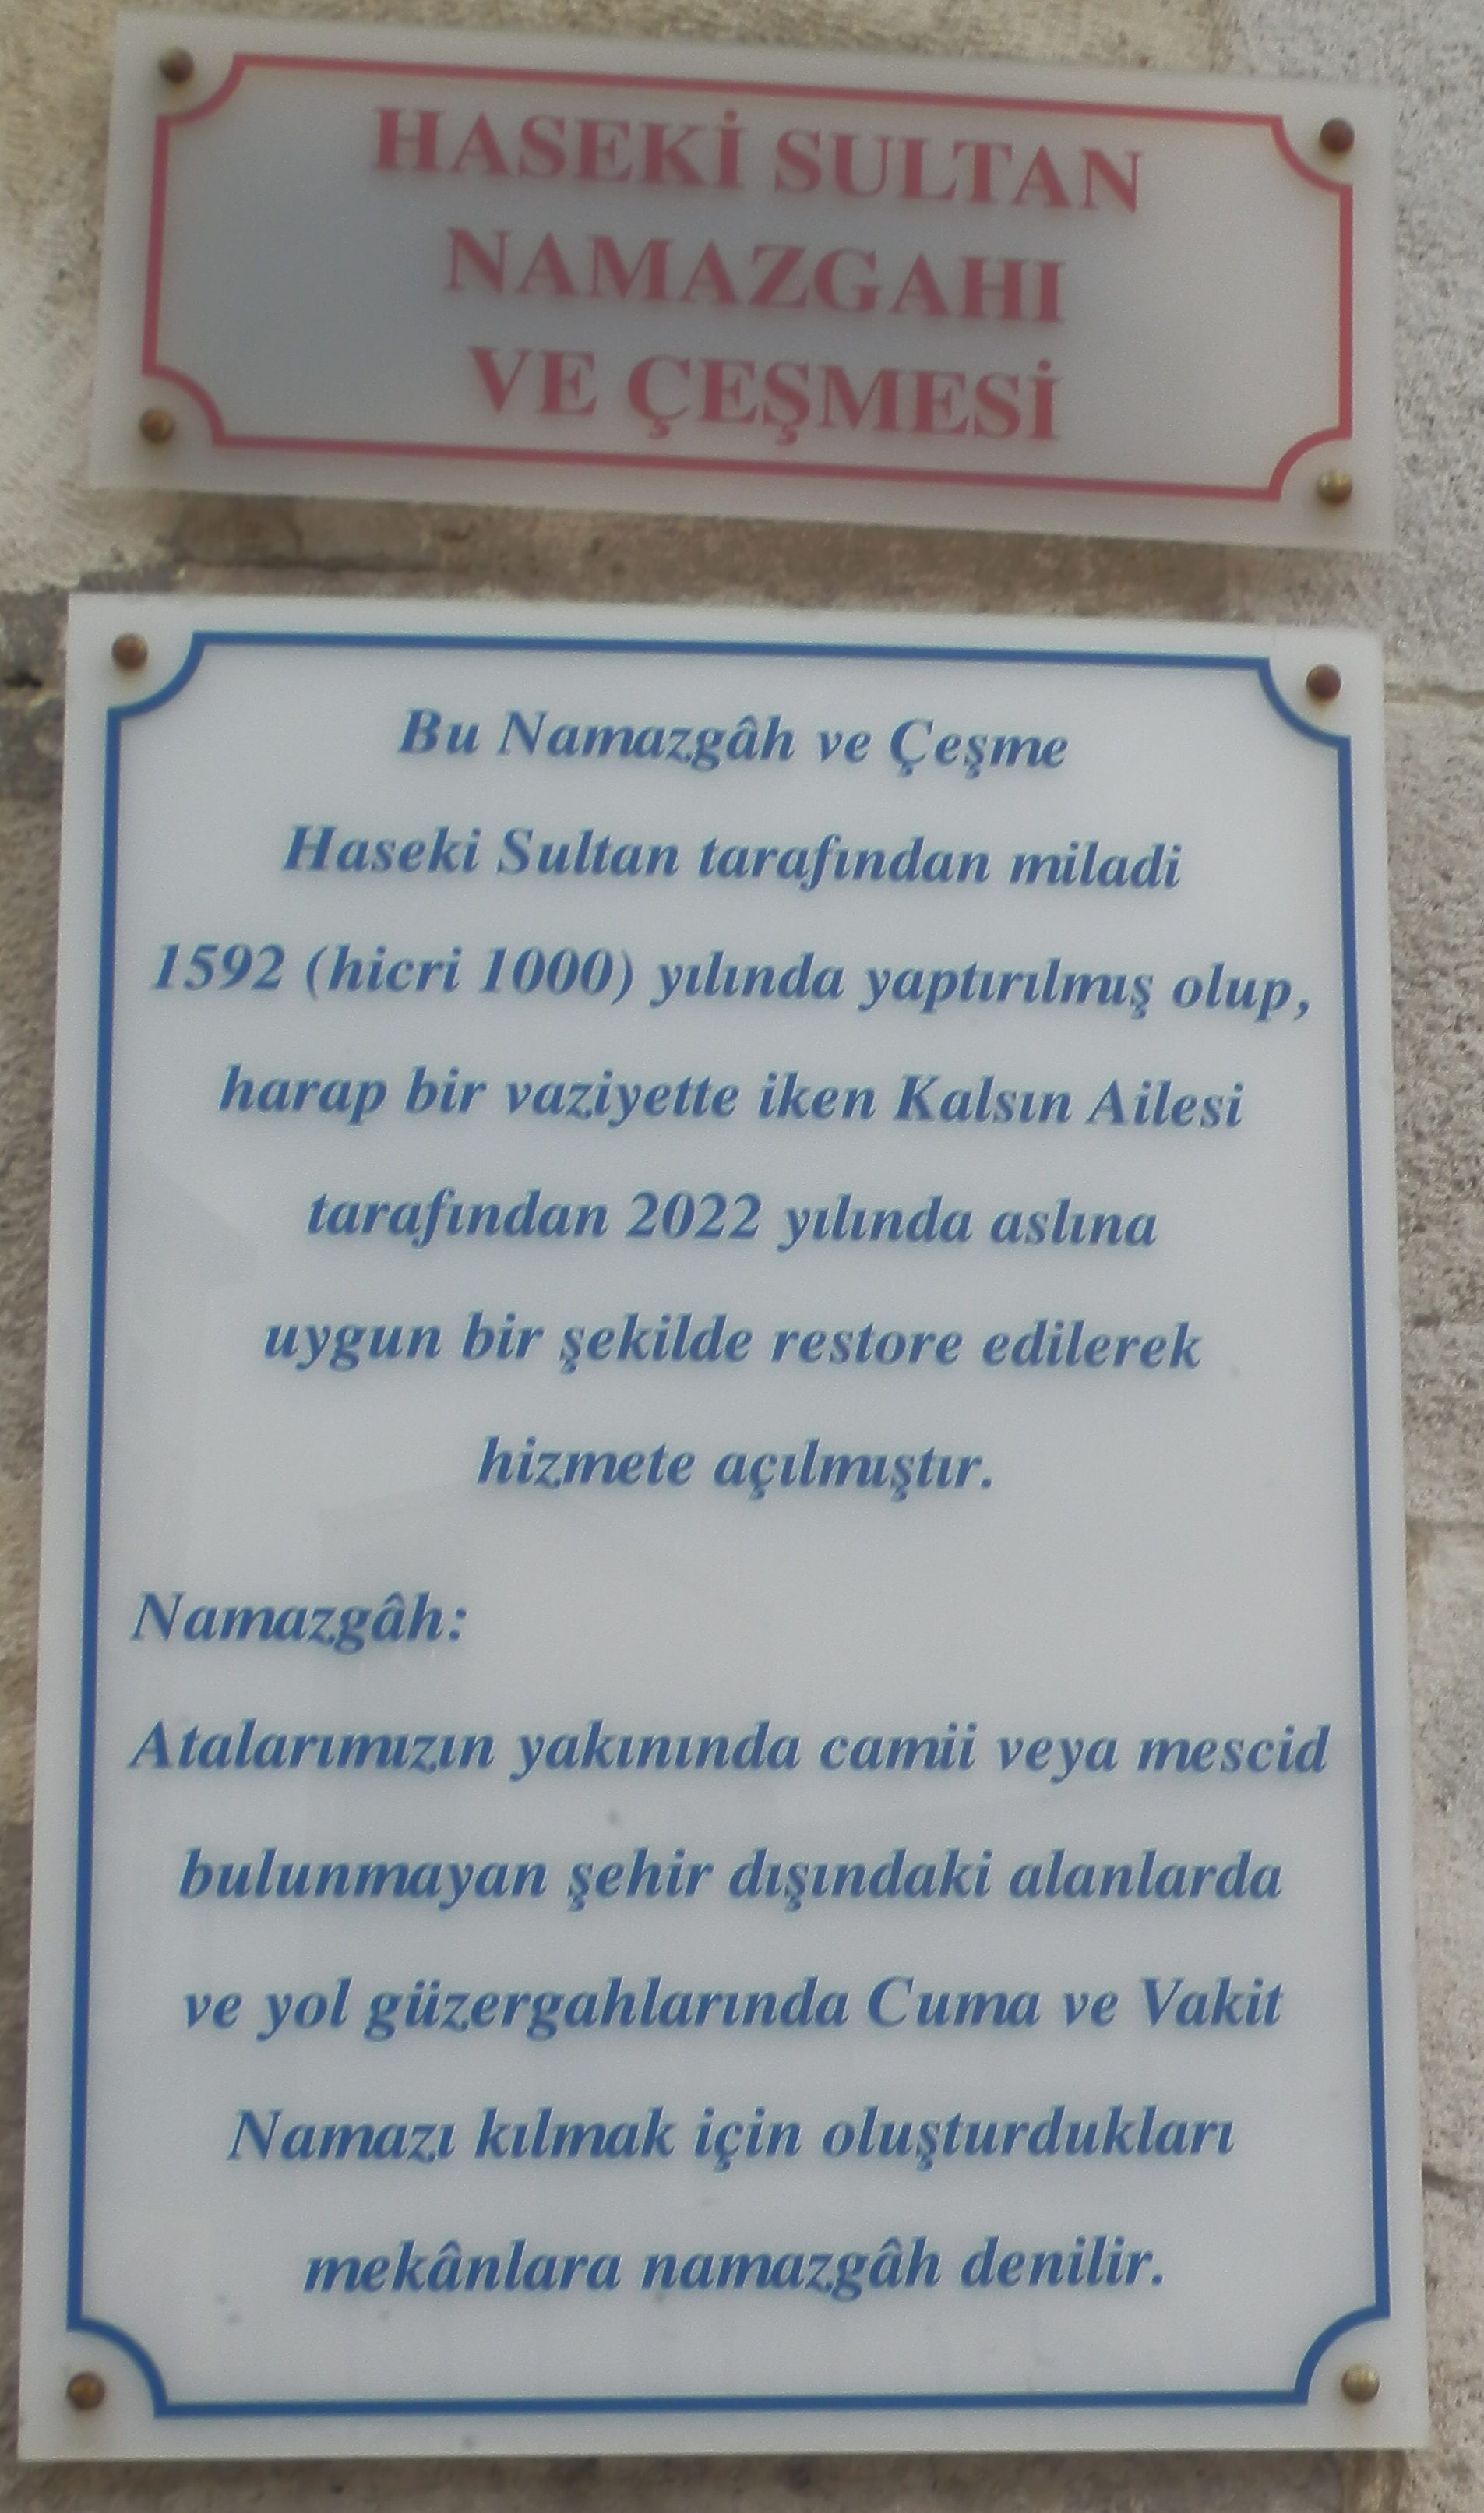 HASEKİ SULTAN
NAMAZGAHI
VE ÇEŞMESİ
Bu Namazgâh ve Çeşme
Haseki Sultan tarafından miladi
1592 (hicri 1000) yılında yaptırılmış olup,
harap bir vaziyette iken Kalsın Ailesi
tarafından 2022 yılında aslına
uygun bir şekilde restore edilerek
hizmete açılmıştır.
Namazgâh:
Atalarımızın yakınında camii veya mescid
bulunmayan şehir dışındaki alanlarda
ve yol güzergahlarında Cuma ve Vakit
Namazı kılmak için oluşturdukları
mekânlara namazgâh denilir.